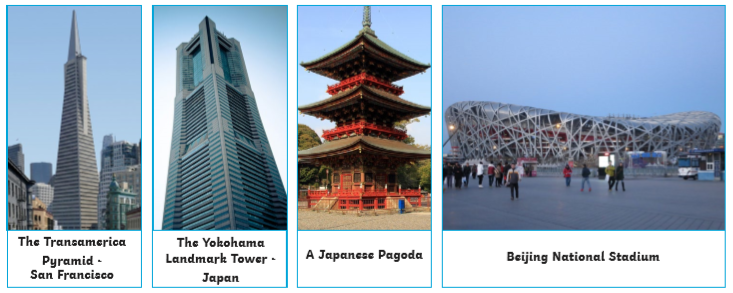 The Transamerica
Pyramid -
San Francisco
The Yokohama
Landmark Tower -
Japan
A Japanese Pagoda
Beijing National Stadium